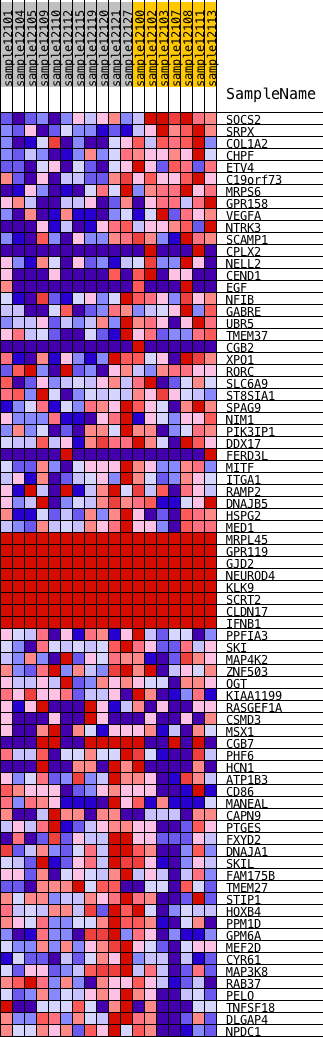 sample12101
sample12104
sample12105
sample12109
sample12110
sample12112
sample12115
sample12119
sample12120
sample12121
sample12122
sample12100
sample12102
sample12103
sample12107
sample12108
sample12111
sample12113
SampleName
SOCS2
SRPX
COL1A2
CHPF
ETV4
C19orf73
MRPS6
GPR158
VEGFA
NTRK3
SCAMP1
CPLX2
NELL2
CEND1
EGF
NFIB
GABRE
UBR5
TMEM37
CGB2
XPO1
RORC
SLC6A9
ST8SIA1
SPAG9
NIM1
PIK3IP1
DDX17
FERD3L
MITF
ITGA1
RAMP2
DNAJB5
HSPG2
MED1
MRPL45
GPR119
GJD2
NEUROD4
KLK9
SCRT2
CLDN17
IFNB1
PPFIA3
SKI
MAP4K2
ZNF503
OGT
KIAA1199
RASGEF1A
CSMD3
MSX1
CGB7
PHF6
HCN1
ATP1B3
CD86
MANEAL
CAPN9
PTGES
FXYD2
DNAJA1
SKIL
FAM175B
TMEM27
STIP1
HOXB4
PPM1D
GPM6A
MEF2D
CYR61
MAP3K8
RAB37
PELO
TNFSF18
DLGAP4
NPDC1